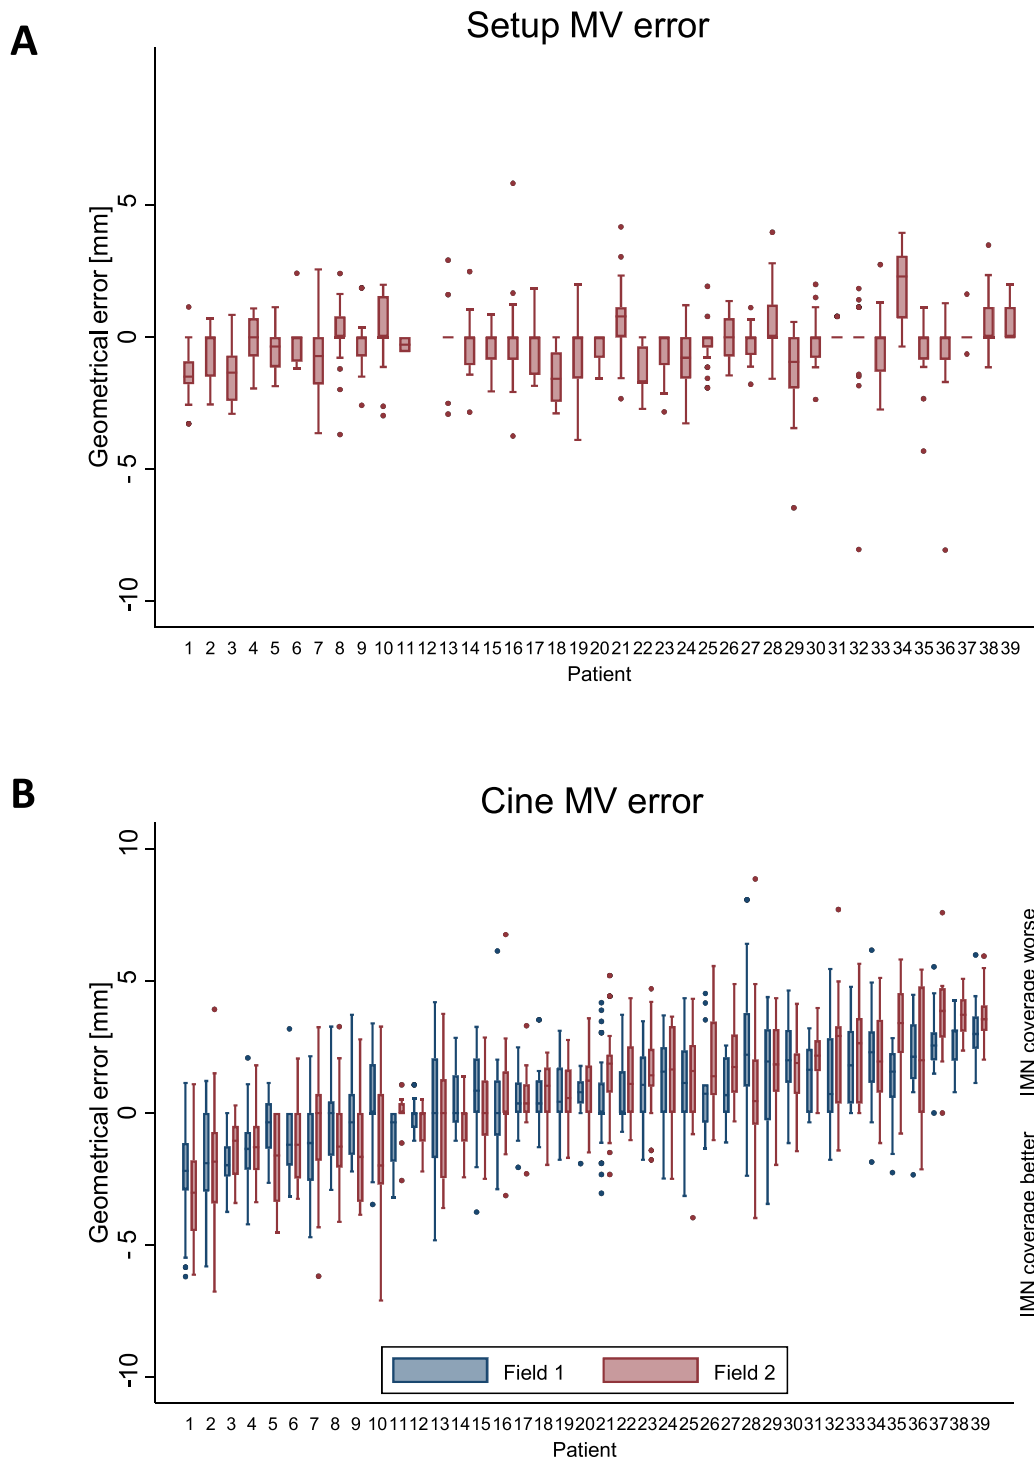 A
Setup MV error
Geometrical error [mm]
5
0
-5
-10
1 2 3 4 5 6 7 8 9 10 11 12 13 14 15 16 17 18 19 20 21 22 23 24 25 26 27 28 29 30 31 32 33 34 35 36 37 38 39
Patient
B
Cine MV error
Geometrical error [mm]
10
5
0
-5
-10
IMN coverage worse
IMN coverage better
Field 1 Field 2
1 2 3 4 5 6 7 8 9 10 11 12 13 14 15 16 17 18 19 20 21 22 23 24 25 26 27 28 29 30 31 32 33 34 35 36 37 38 39
Patient